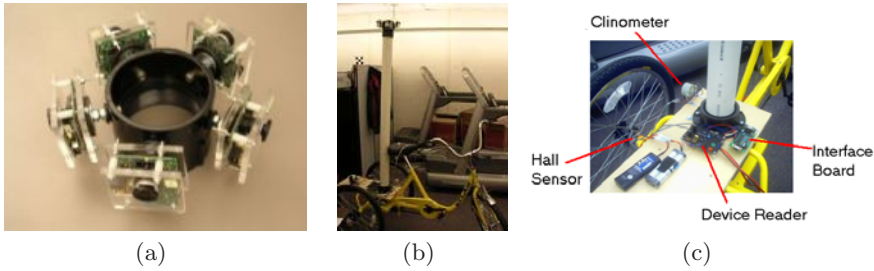 Clinometer
Hall
Sensor
Interface
Board
Device Reader
(a)
(b)
(c)